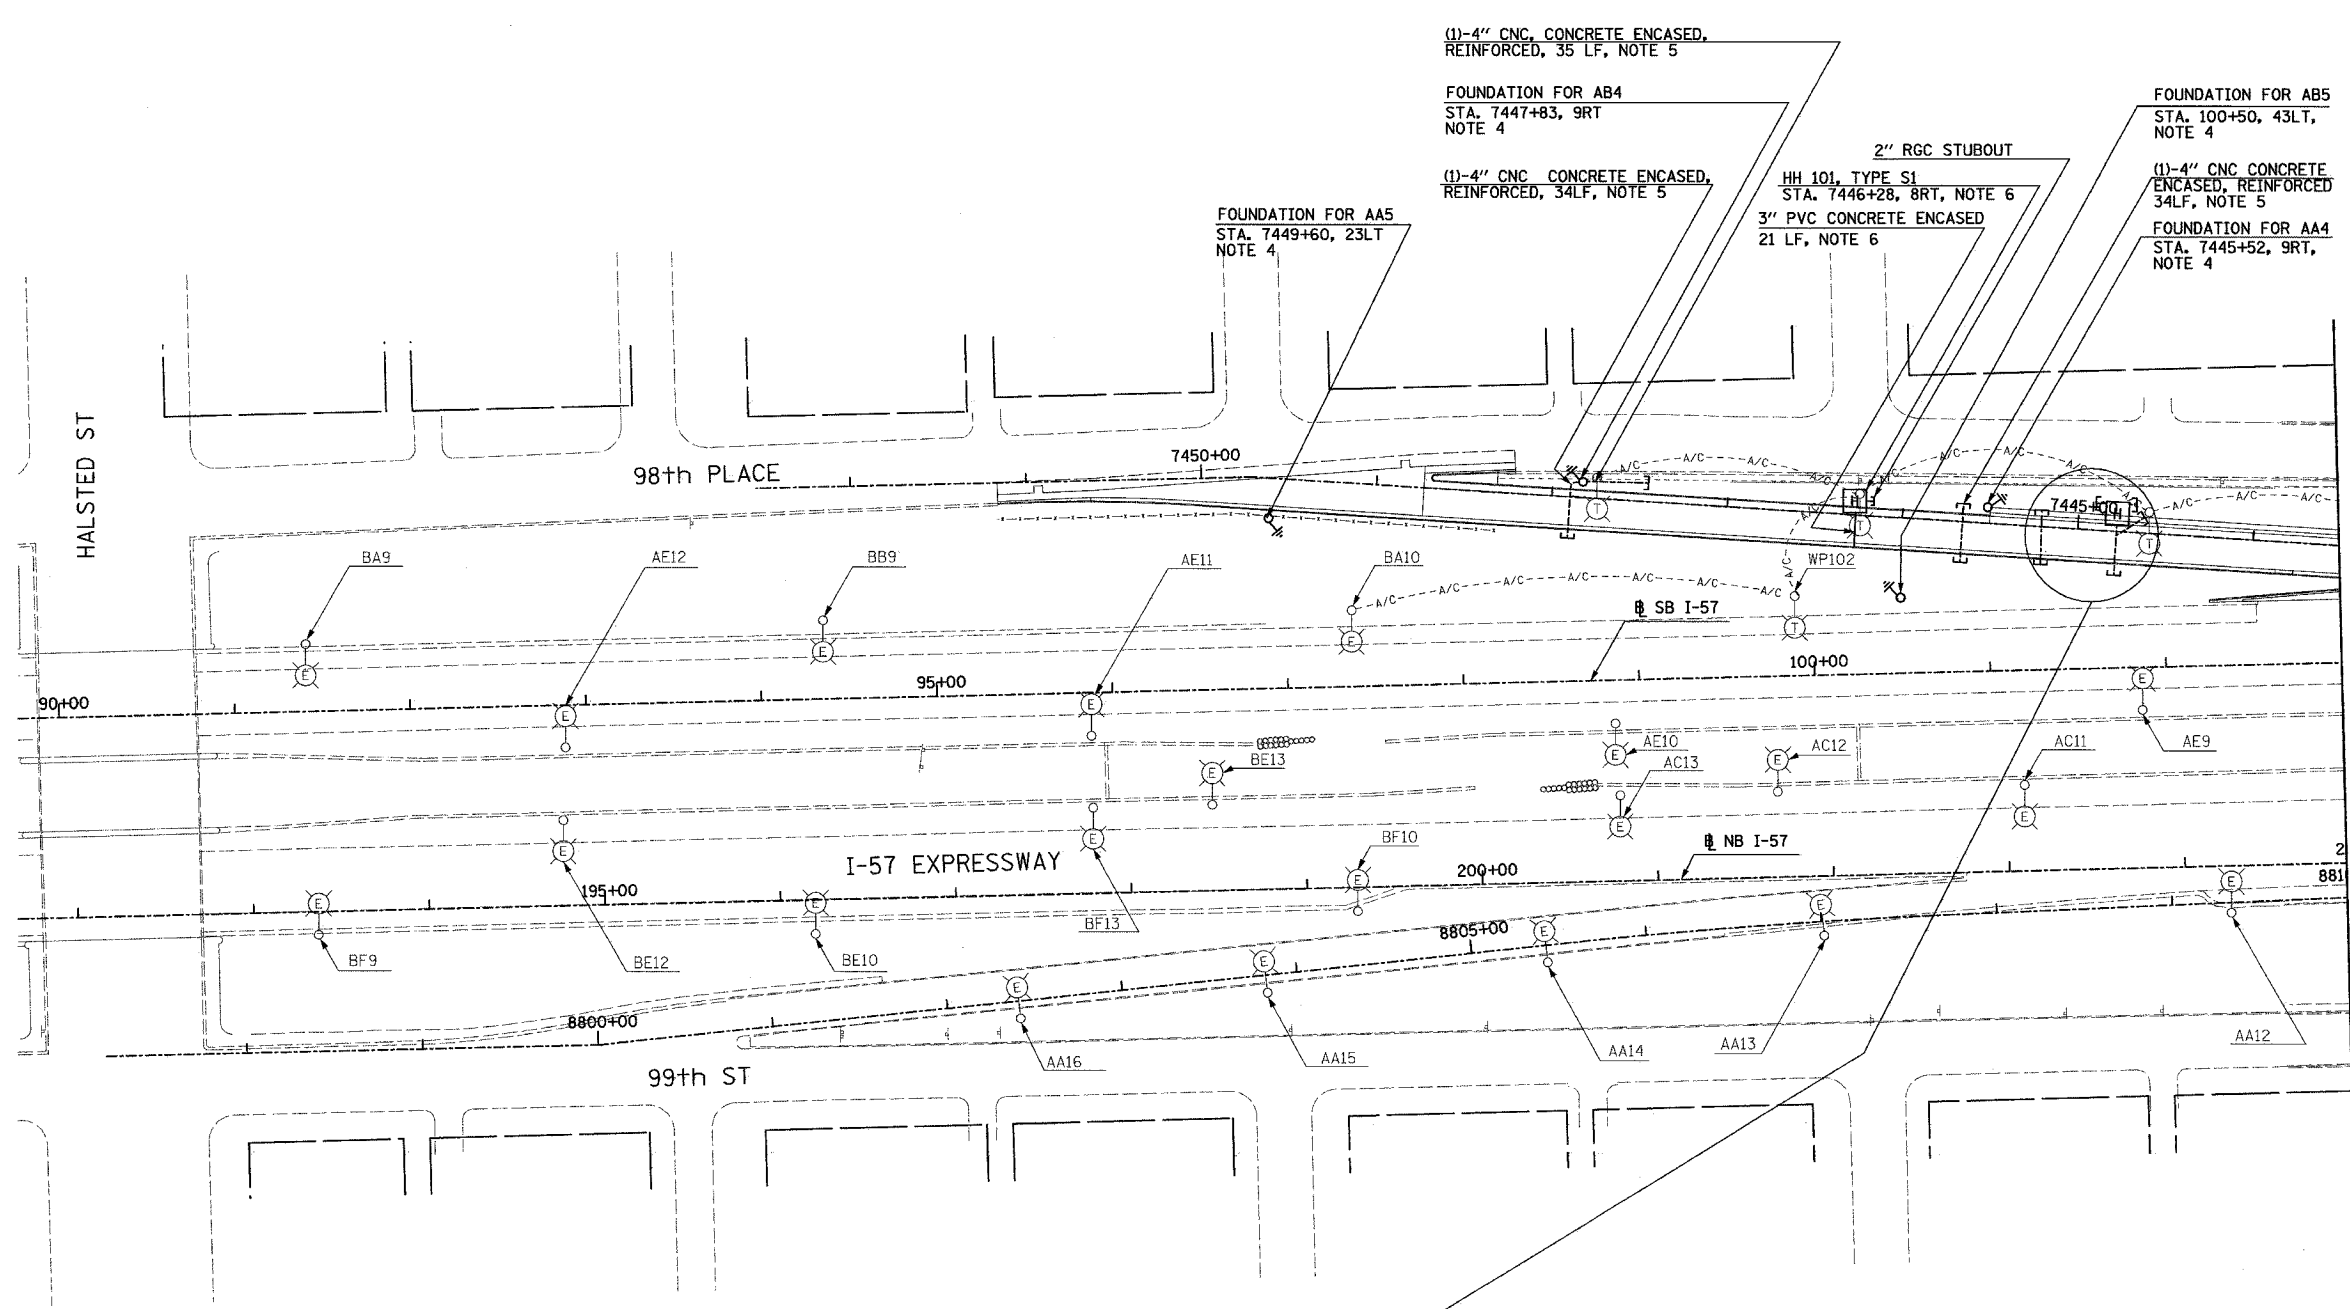 (1)-4" CNC, CONCRETE ENCASED,
REINFORCED, 35 LF, NOTE 5
FOUNDATION FOR AB4
STA. 7447+83, 9RT
NOTE 4
(1)-4" CNC CONCRETE ENCASED,
REINFORCED, 34LF, NOTE 5
FOUNDATION FOR AA5
STA. 7449+60, 23LT
NOTE 4
2" RGC STUBOUT
HH 101, TYPE S1
STA. 7446+28, 8RT, NOTE 6
3" PVC CONCRETE ENCASED
21 LF, NOTE 6
FOUNDATION FOR AB5
STA. 100+50, 43LT,
NOTE 4
(1)-4" CNC CONCRETE
ENCASED, REINFORCED
34LF, NOTE 5
FOUNDATION FOR AA4
STA. 7445+52, 9RT,
NOTE 4
HALSTED ST
98th PLACE
7450+00
A/C A/C A/C A/C
A/C A/C A/C
A/C A/C A/C
H
H
T
T
T
7445+00
A/C
A/C
BA9
AE12
BB9
AE11
BA10
WP102
A/C A/C A/C A/C A/C A/C
B SB I-57
E
E
E
T
90+00
95+00
100+00
E
E
E
BE13
E
E
AE10
AC13
E
AC12
AC11
AE9
E
E
E
E
I-57 EXPRESSWAY
BF10
B NB I-57
E
195+00
200+00
2
881
E
E
E
E
BF13
8805+00
E
E
BF9
BE12
BE10
E
8800+00
AA16
AA15
AA14
AA13
AA12
99th ST